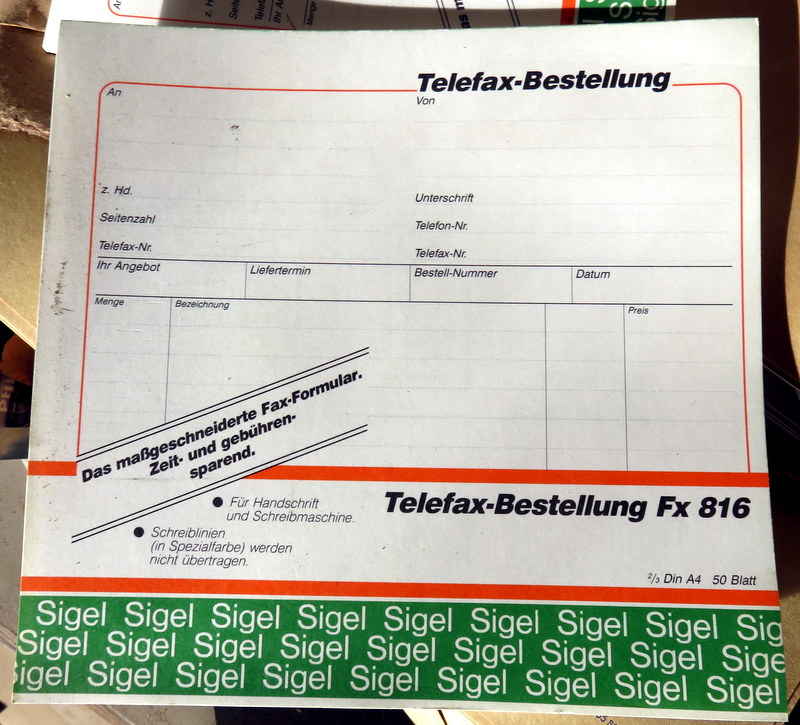 Telefax-Bestellung
An
Von
z. Hd.
Unterschrift
Seitenzahl
Telefon-Nr.
Telefax-Nr.
Telefax-Nr.
Ihr Angebot
Liefertermin
Bestell-Nummer
Datum
Menge
Bezeichnung
Preis
Das maßgeschneiderte Fax-Formular.
Zeit- und gebühren-
sparend.
Telefax-Bestellung Fx 816
● Für Handschrift
und Schreibmaschine.
● Schreiblinien
(in Spezialfarbe) werden
nicht übertragen.
2/3 Din A4 50 Blatt
Sigel Sigel Sigel Sigel Sigel Sigel Sigel Sigel Sig
Sigel Sigel Sigel Sigel Sigel Sigel Sigel Sigel Sige
igel Sigel Sigel Sigel Sigel Sigel Sigel Sigel Sigel